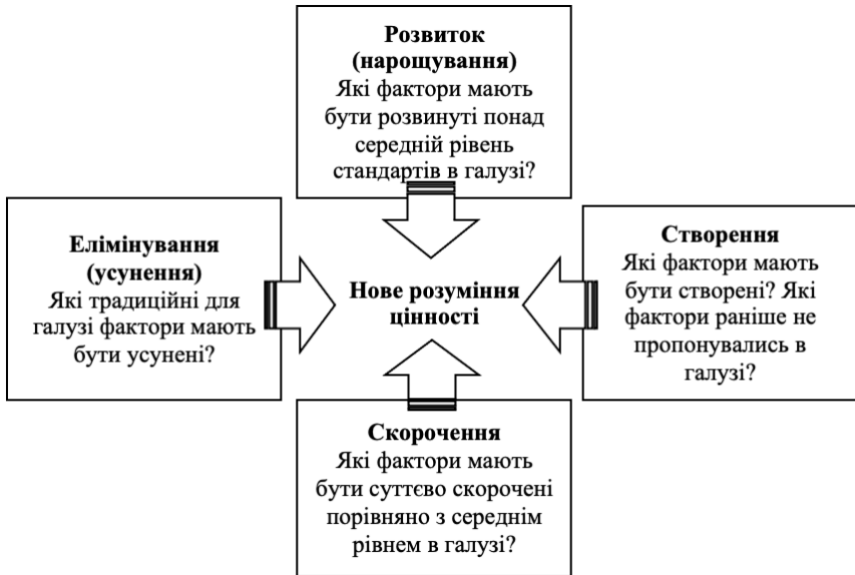 Розвиток
(нарощування)
Які фактори мають
бути розвинуті понад
середній рівень
стандартів в галузі?
Елімінування
(усунення)
Які традиційні для
галузі фактори мають
бути усунені?
Нове розуміння
цінності
Створення
Які фактори мають
бути створені? Які
фактори раніше не
пропонувались в
галузі?
Скорочення
Які фактори мають
бути суттєво скорочені
порівняно з середнім
рівнем в галузі?